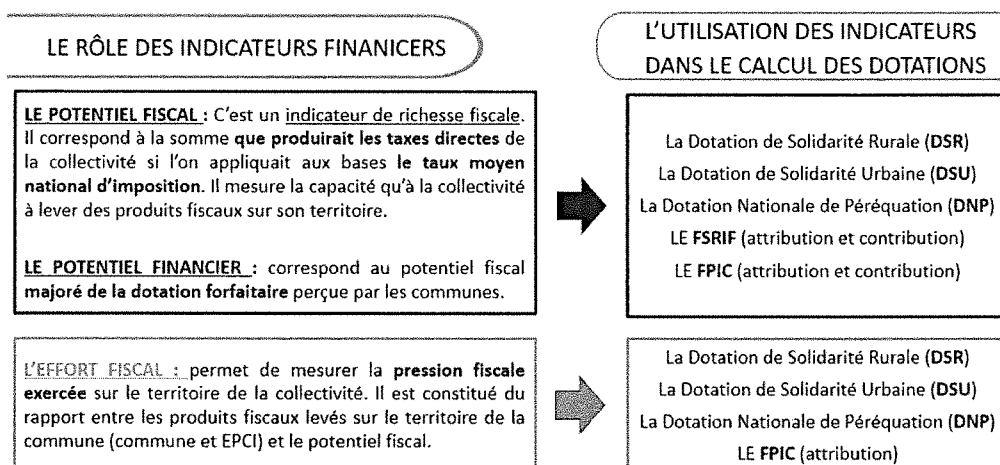 LE RÔLE DES INDICATEURS FINANICERS
L'UTILISATION DES INDICATEURS
DANS LE CALCUL DES DOTATIONS
LE POTENTIEL FISCAL : C'est un indicateur de richesse fiscale.
Il correspond à la somme que produirait les taxes directes de
la collectivité si l'on appliquait aux bases le taux moyen
national d'imposition. Il mesure la capacité qu'à la collectivité
à lever des produits fiscaux sur son territoire.
LE POTENTIEL FINANCIER : correspond au potentiel fiscal
majoré de la dotation forfaitaire perçue par les communes.
La Dotation de Solidarité Rurale (DSR)
La Dotation de Solidarité Urbaine (DSU)
La Dotation Nationale de Péréquation (DNP)
LE FSRIF (attribution et contribution)
LE FPIC (attribution et contribution)
L'EFFORT FISCAL : permet de mesurer la pression fiscale
exercée sur le territoire de la collectivité. Il est constitué du
rapport entre les produits fiscaux levés sur le territoire de la
commune (commune et EPCI) et le potentiel fiscal.
La Dotation de Solidarité Rurale (DSR)
La Dotation de Solidarité Urbaine (DSU)
La Dotation Nationale de Péréquation (DNP)
LE FPIC (attribution)